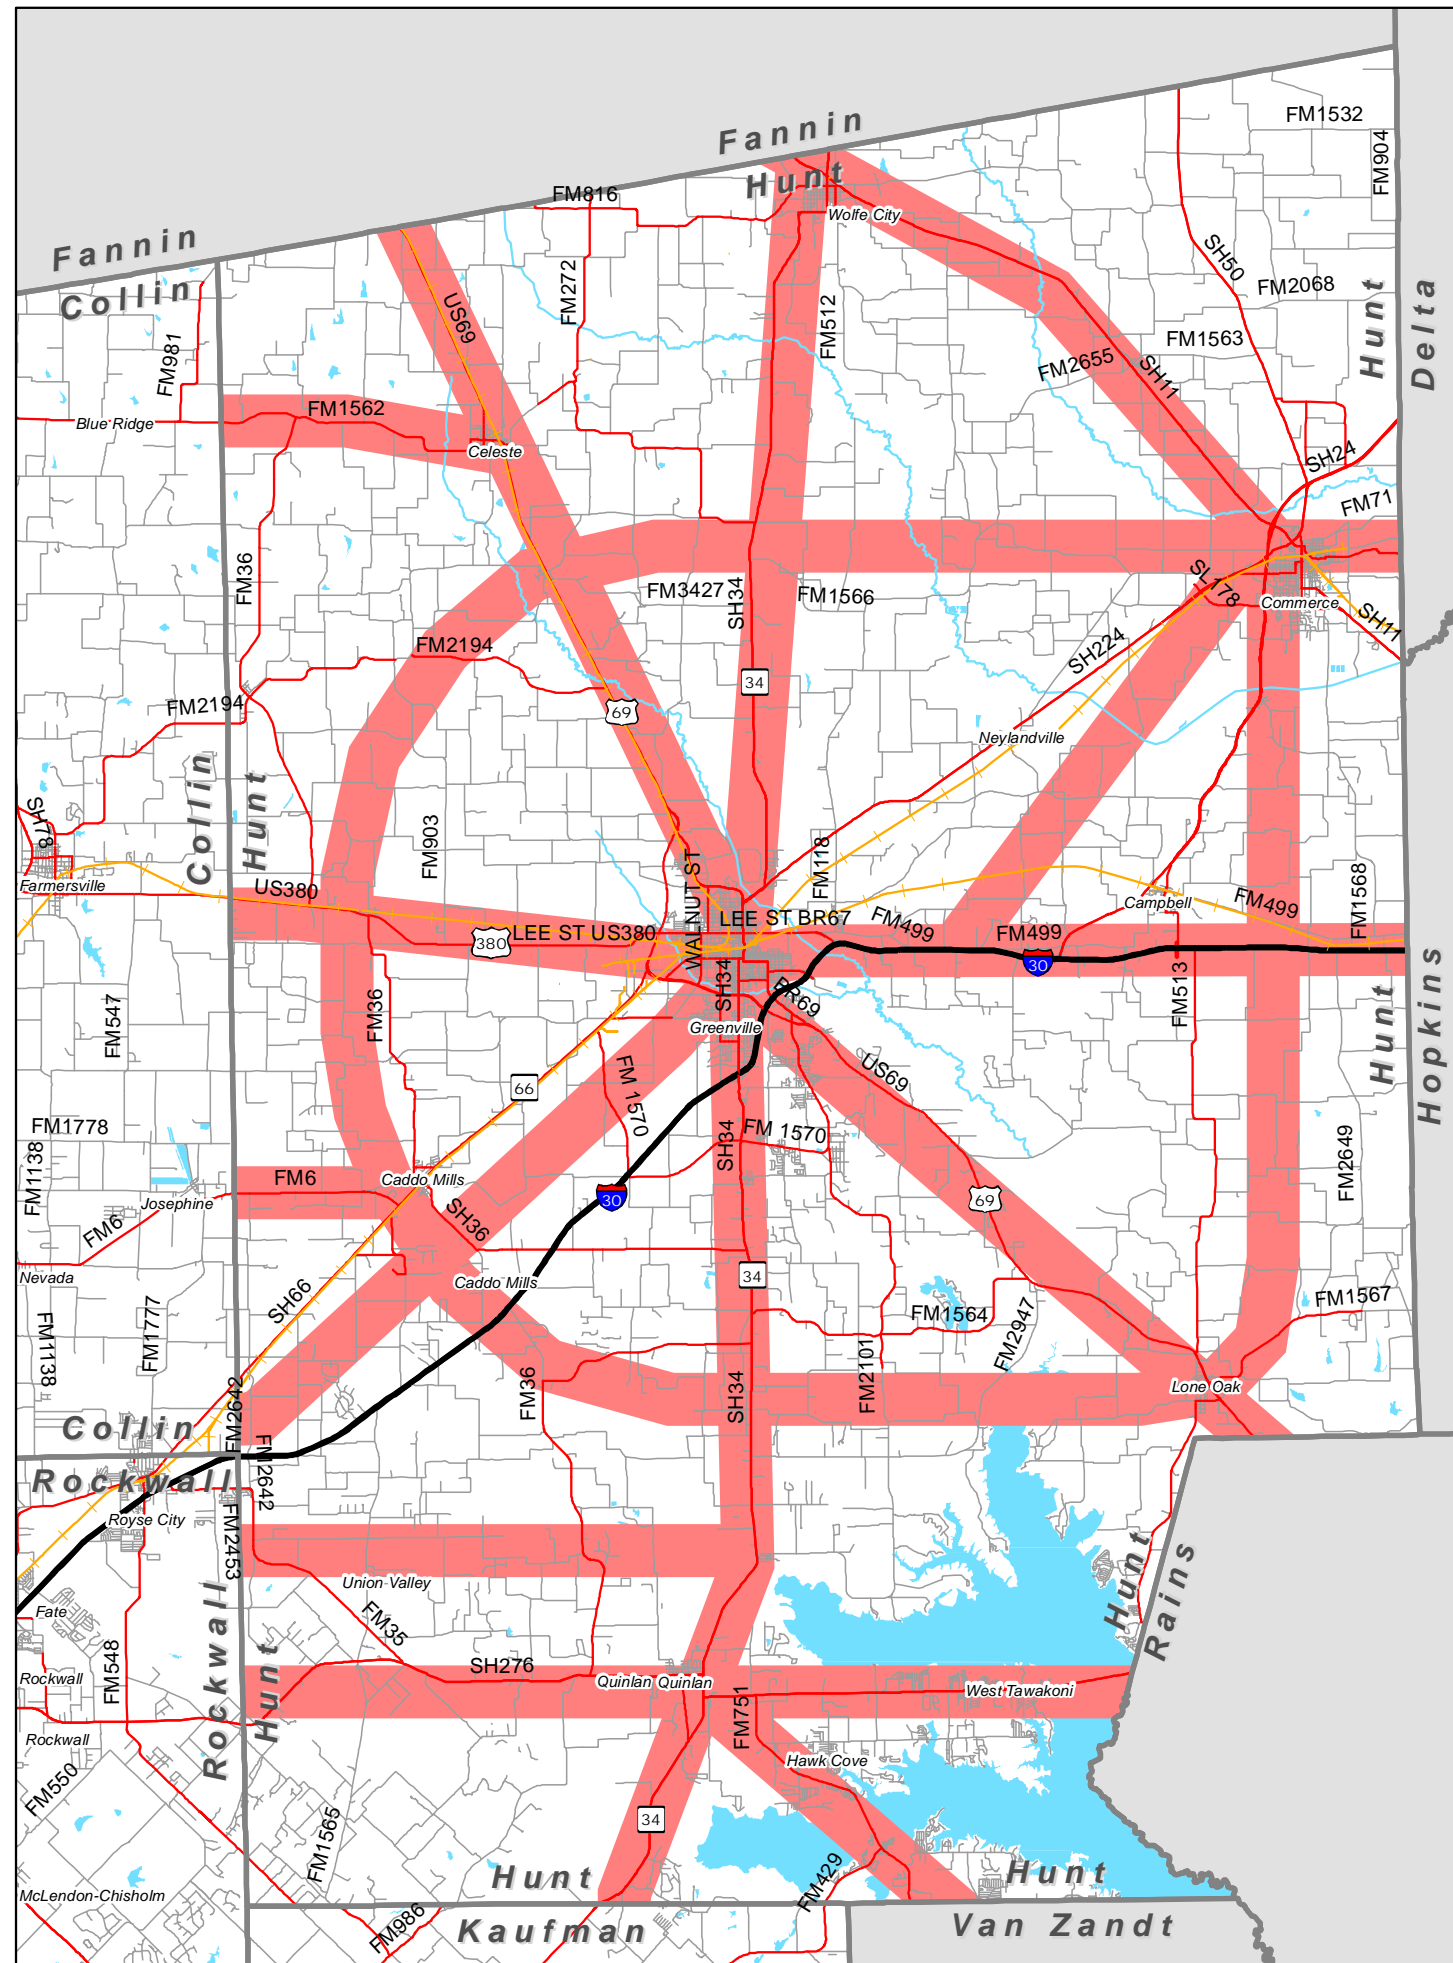 Fannin
Hunt
FM1532
FM904
FM816
Wolfe City
Fannin
Collin
SH50
FM272
FM2068
Hunt
Delta
US69
FM512
FM981
FM1563
FM2655
SH11
FM1562
Blue Ridge
Celeste
SH24
FM71
FM36
FM3427
SH34
FM1566
SL178
Commerce
SH11
FM2194
SH224
34
FM2194
69
Neylandville
Collin
Hunt
SH78
FM903
WALNUT ST
FM118
Farmersville
US380
Campbell
FM499
FM1568
LEE ST BR67
FM499
LEE ST US380
380
FM499
30
SH34
BR69
FM513
Hunt
Hopkins
FM547
FM36
Greenville
US69
66
FM 1570
FM1778
FM 1570
SH34
FM1138
FM6
Caddo Mills
FM2649
Josephine
30
69
FM6
SH36
Nevada
Caddo Mills
34
SH66
FM1567
FM1777
FM1564
FM2947
FM1138
FM36
SH34
FM2101
Lone Oak
FM2642
Collin
Rockwall
FM2642
Royse City
FM2453
Hunt
Rains
Union Valley
Fate
FM35
Rockwall
Hunt
FM548
SH276
Rockwall
Quinlan
Quinlan
West Tawakoni
FM751
Rockwall
Hawk Cove
FM550
34
FM1565
Hunt
FM429
Hunt
McLendon-Chisholm
FM986
Kaufman
Van Zandt